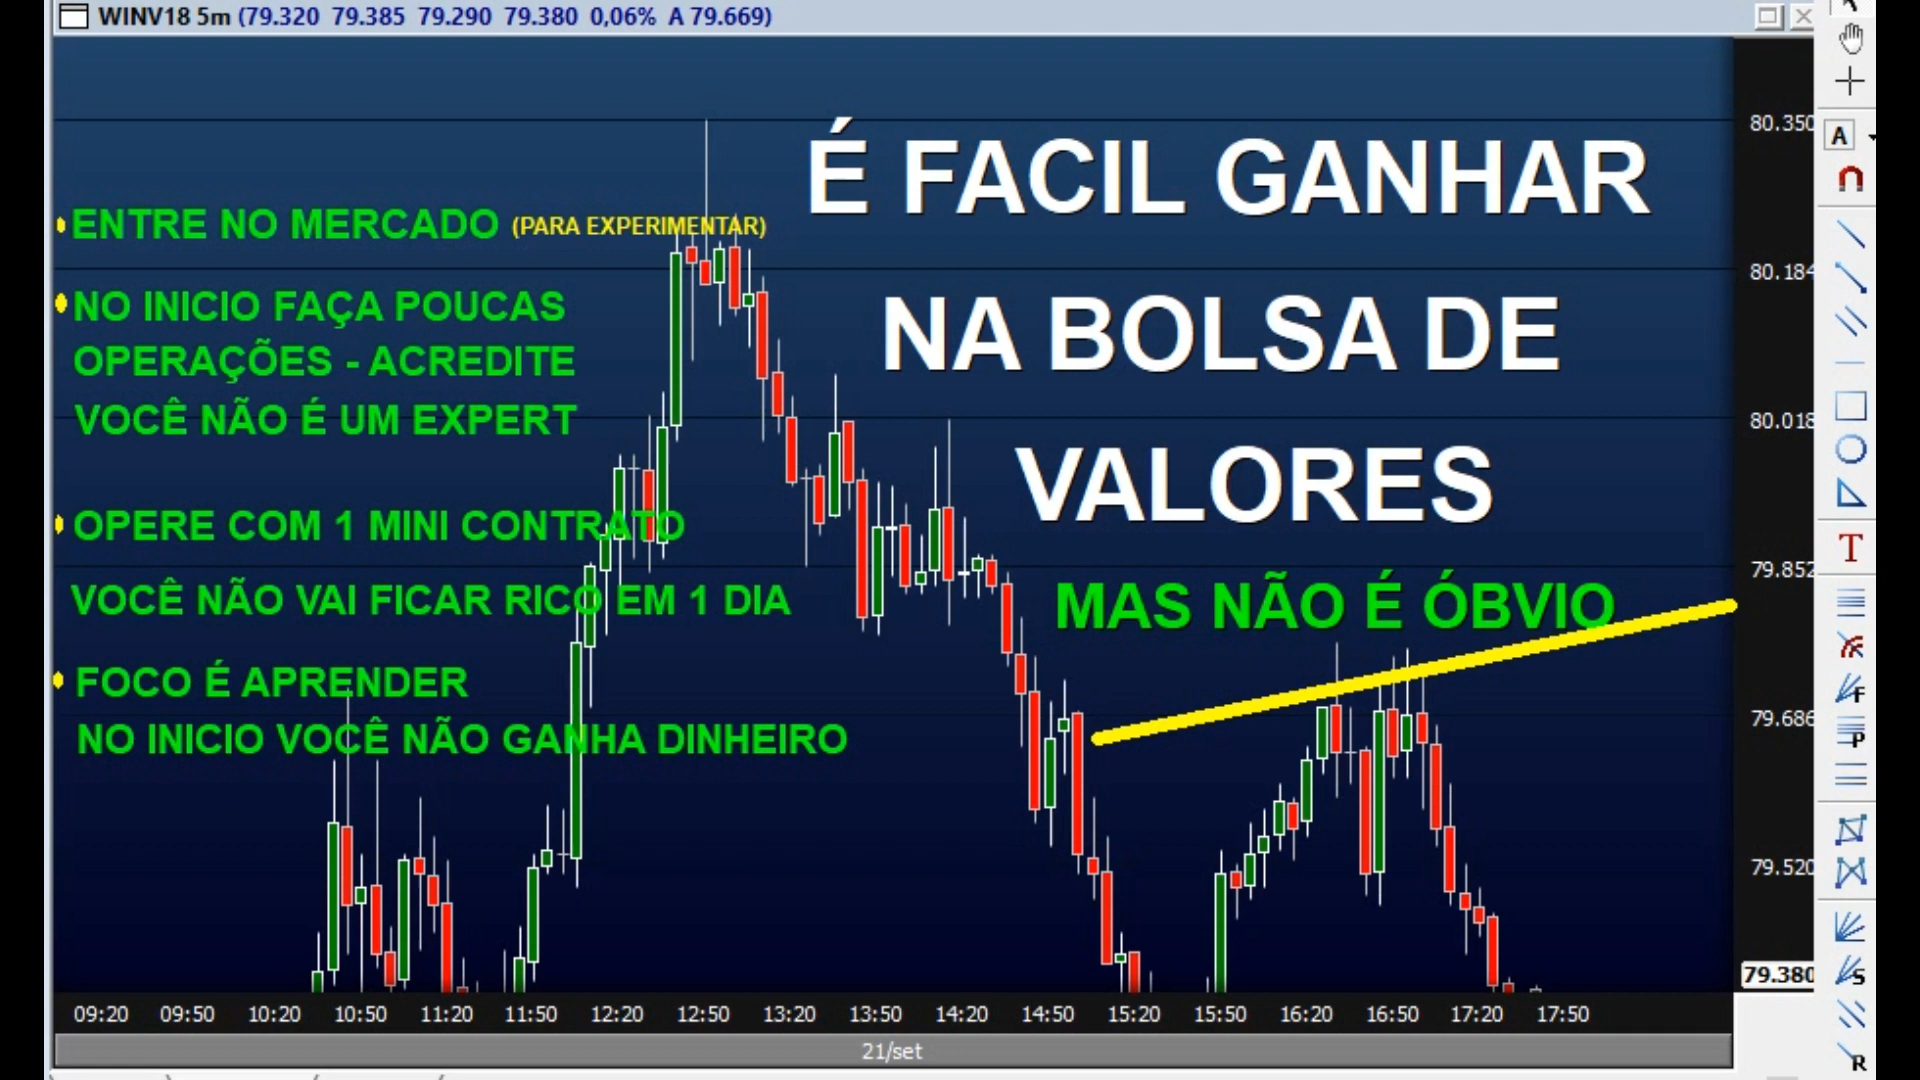 WINV18 5m (79.320 79.385 79.290 79.380 0,06% A 79.669)
É FACIL GANHAR
NA BOLSA DE
VALORES
MAS NÃO É ÓBVIO
ENTRE NO MERCADO (PARA EXPERIMENTAR)
NO INICIO FAÇA POUCAS
OPERAÇÕES - ACREDITE
VOCÊ NÃO É UM EXPERT
OPERE COM 1 MINI CONTRATO
VOCÊ NÃO VAI FICAR RICO EM 1 DIA
FOCO É APRENDER
NO INICIO VOCÊ NÃO GANHA DINHEIRO
80.350
80.184
80.018
79.852
79.686
79.520
79.380
09:20 09:50 10:20 10:50 11:20 11:50 12:20 12:50 13:20 13:50 14:20 14:50 15:20 15:50 16:20 16:50 17:20 17:50
21/set
A
T
F
P
S
R